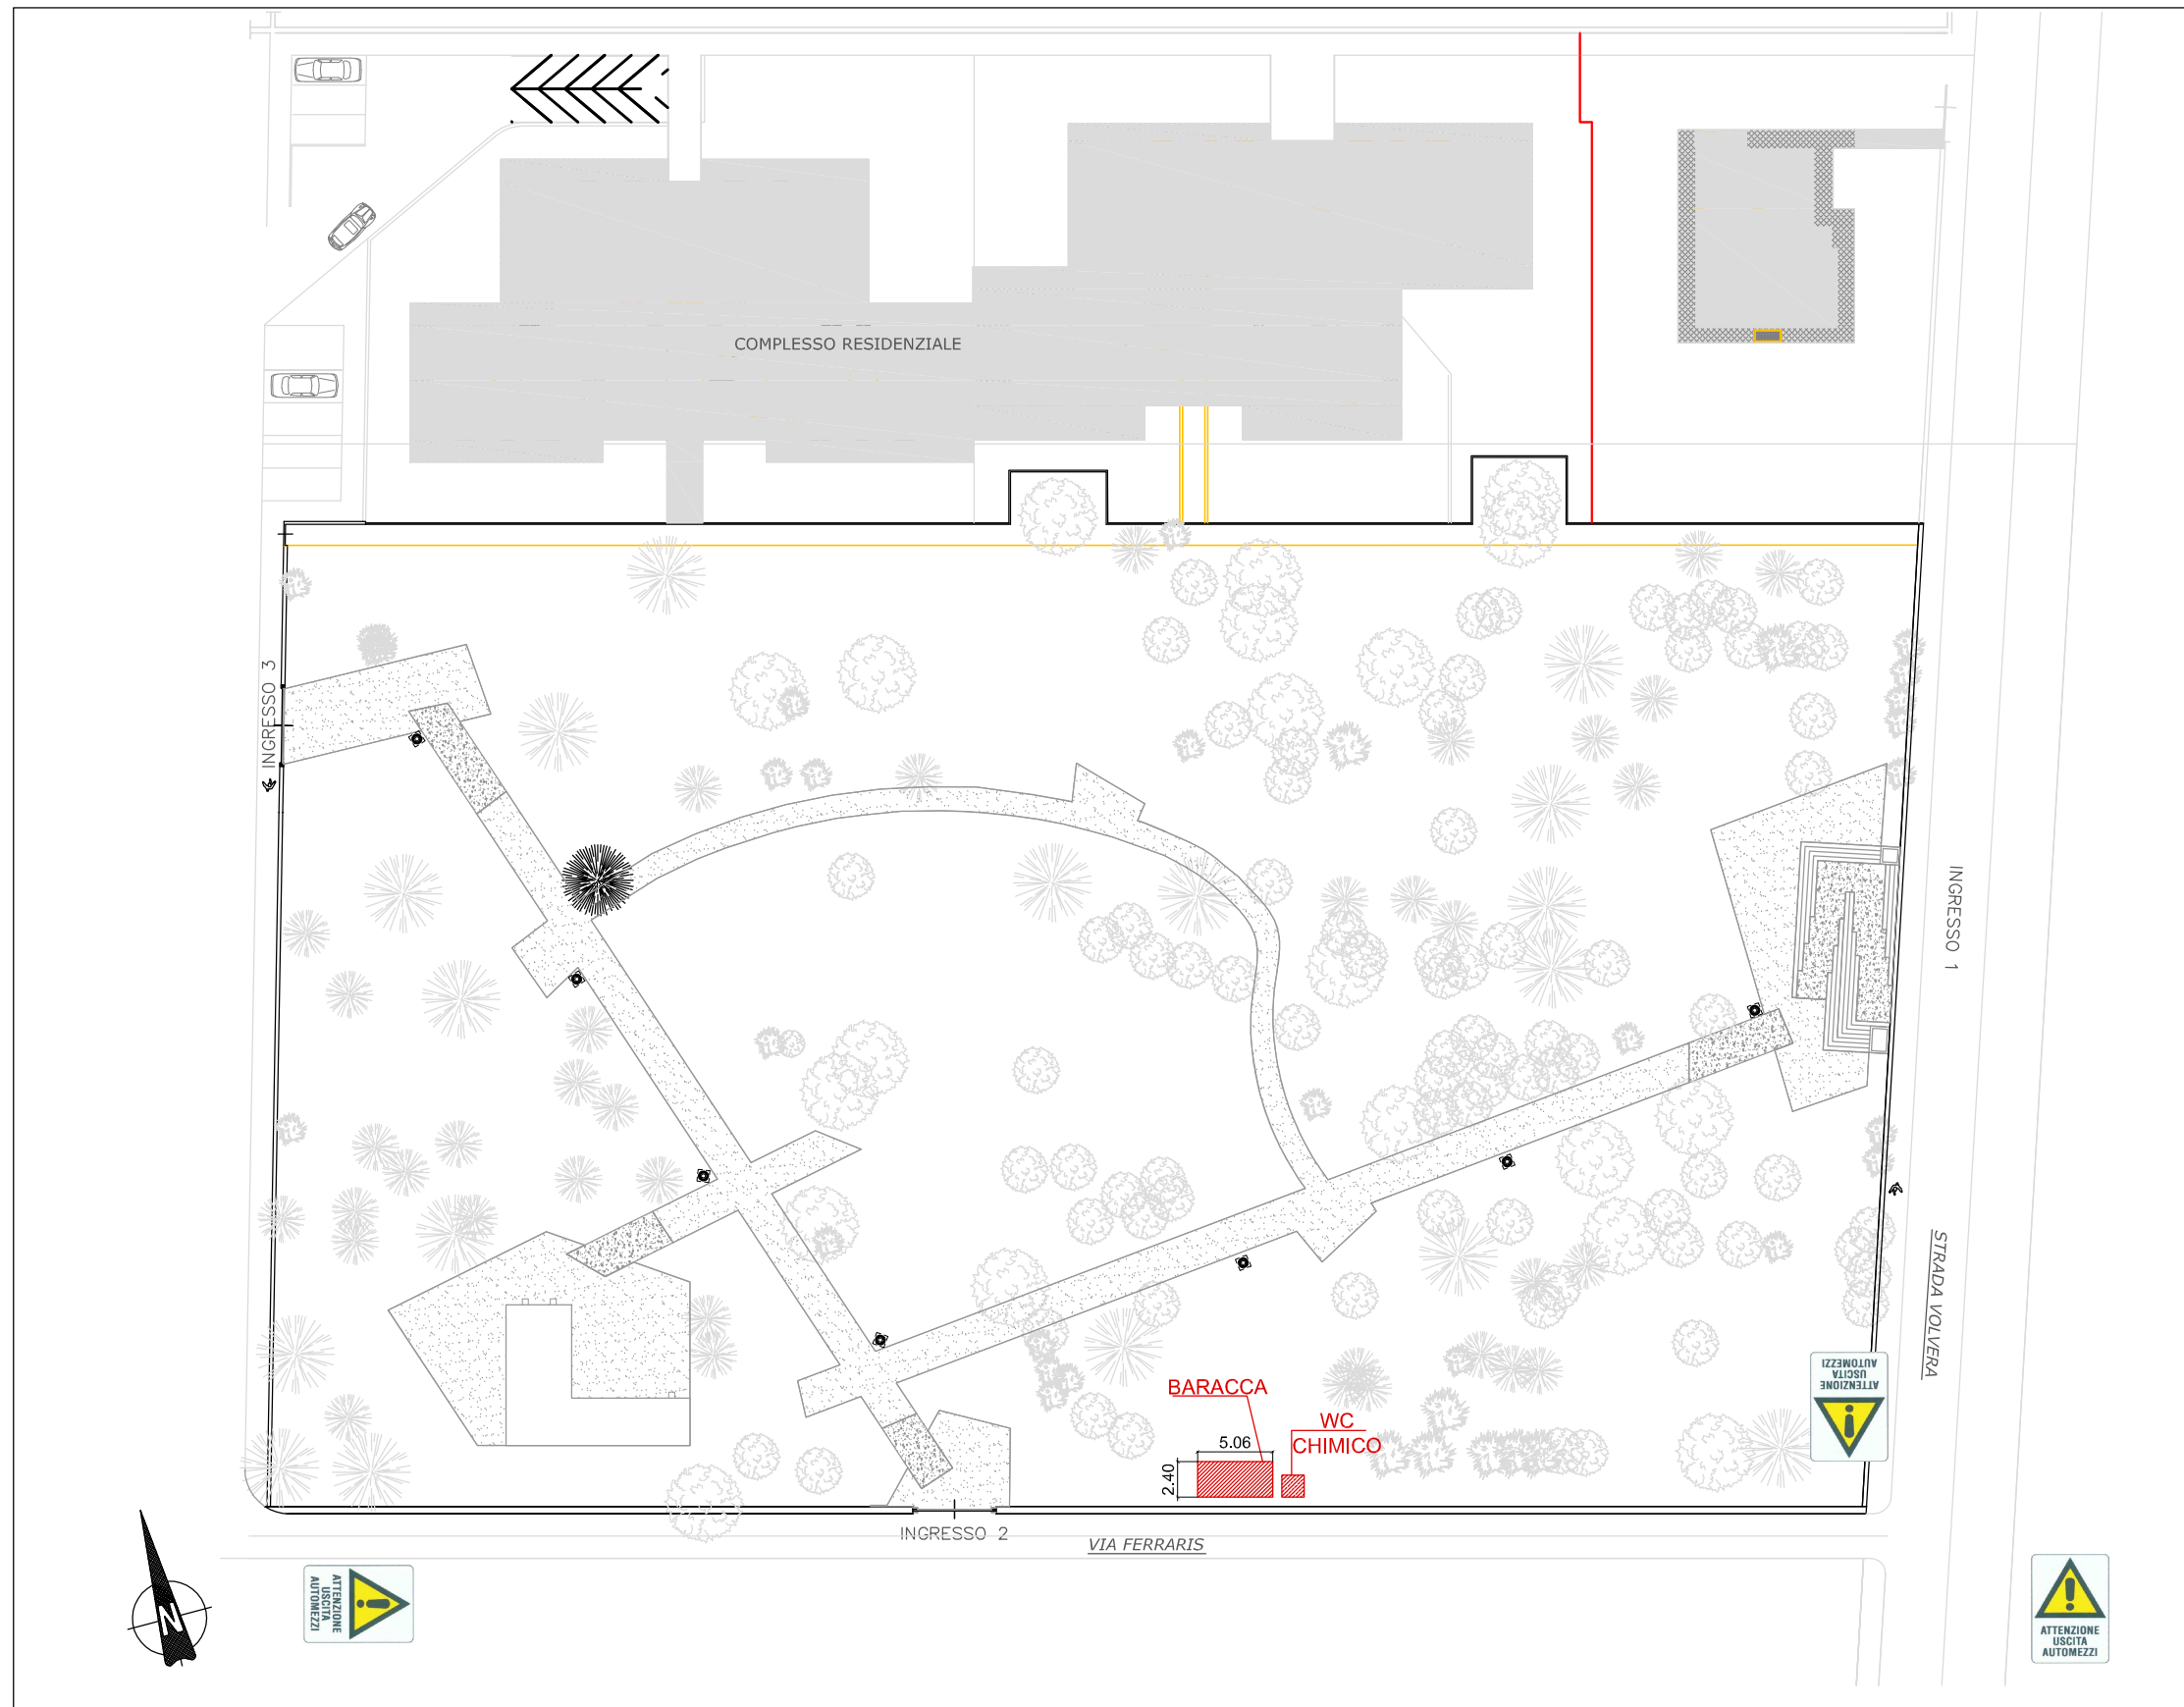 COMPLESSO RESIDENZIALE
INGRESSO 3
INGRESSO 1
STRADA VOLVERA
ATTENZIONE
USCITA
AUTOMEZZI
BARACCA
WC
CHIMICO
5.06
2.40
INGRESSO 2
VIA FERRARIS
N
ATTENZIONE
USCITA
AUTOMEZZI
ATTENZIONE
USCITA
AUTOMEZZI